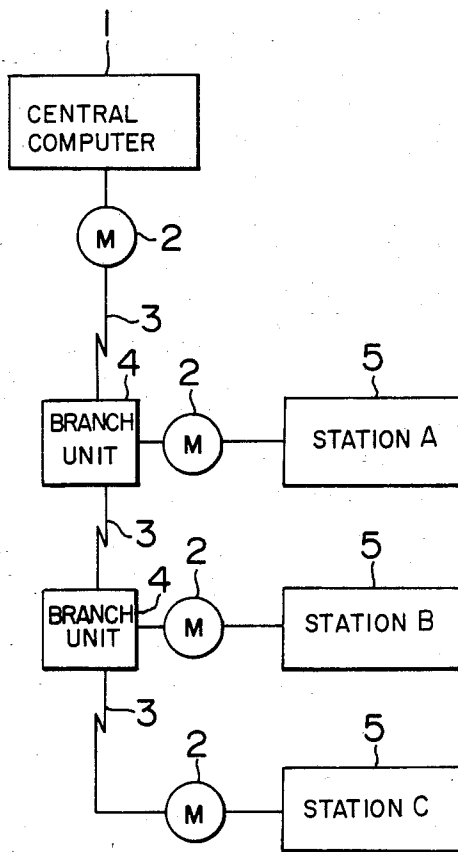 1
CENTRAL
COMPUTER
M
2
3
4
2
5
BRANCH
UNIT
M
STATION A
3
4
2
5
BRANCH
UNIT
M
STATION B
3
2
5
M
STATION C